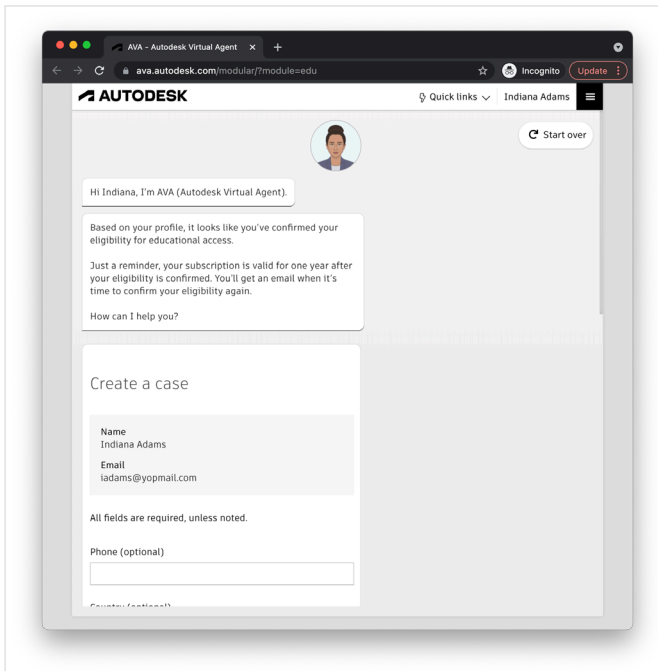 AVA - Autodesk Virtual Agent
ava.autodesk.com/modular/?module=edu
Incognito
Update
AUTODESK
Quick links
Indiana Adams
Start over
Hi Indiana, I'm AVA (Autodesk Virtual Agent).
Based on your profile, it looks like you've confirmed your
eligibility for educational access.
Just a reminder, your subscription is valid for one year after
your eligibility is confirmed. You'll get an email when it's
time to confirm your eligibility again.
How can I help you?
Create a case
Name
Indiana Adams
Email
iadams@yopmail.com
All fields are required, unless noted.
Phone (optional)
Country (optional)